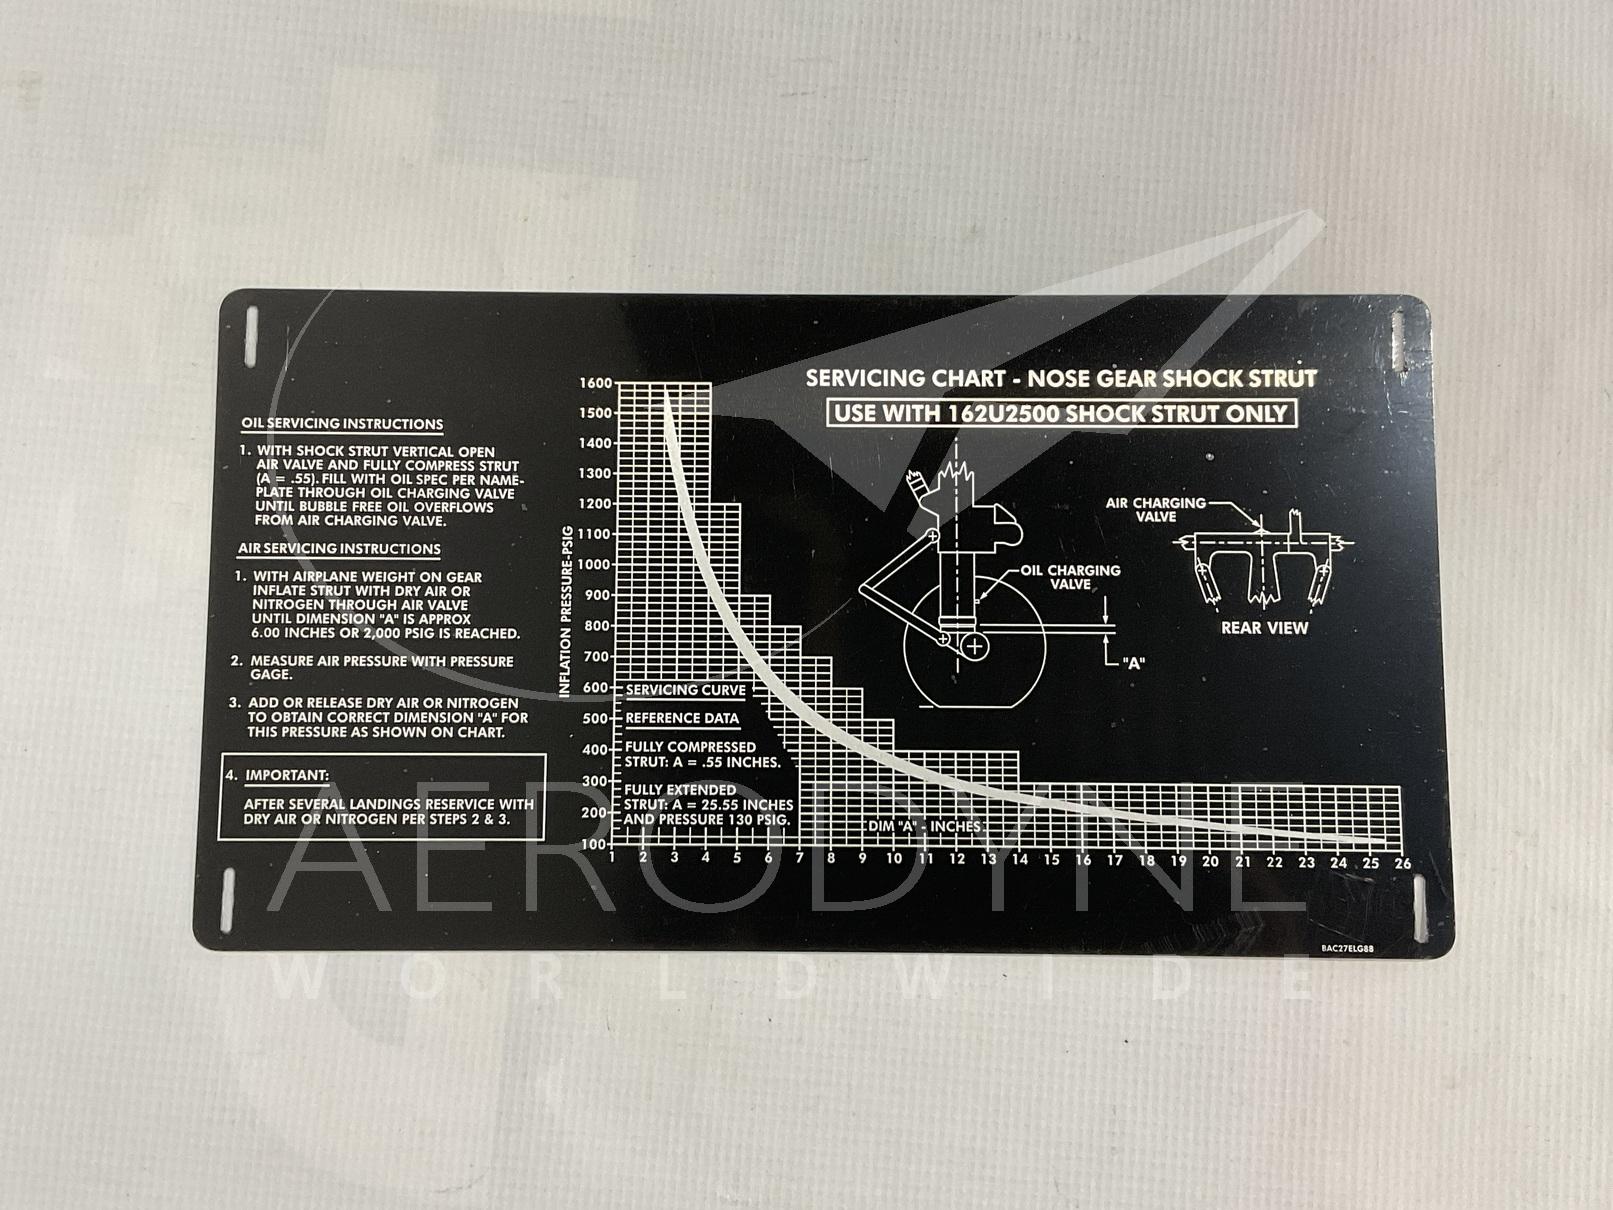 SERVICING CHART - NOSE GEAR SHOCK STRUT
USE WITH 162U2500 SHOCK STRUT ONLY
OIL SERVICING INSTRUCTIONS
1. WITH SHOCK STRUT VERTICAL OPEN
AIR VALVE AND FULLY COMPRESS STRUT
(A = .55). FILL WITH OIL SPEC PER NAME-
PLATE THROUGH OIL CHARGING VALVE
UNTIL BUBBLE FREE OIL OVERFLOWS
FROM AIR CHARGING VALVE.
AIR SERVICING INSTRUCTIONS
1. WITH AIRPLANE WEIGHT ON GEAR
INFLATE STRUT WITH DRY AIR OR
NITROGEN THROUGH AIR VALVE
UNTIL DIMENSION "A" IS APPROX
6.00 INCHES OR 2,000 PSIG IS REACHED.
2. MEASURE AIR PRESSURE WITH PRESSURE
GAGE.
3. ADD OR RELEASE DRY AIR OR NITROGEN
TO OBTAIN CORRECT DIMENSION "A" FOR
THIS PRESSURE AS SHOWN ON CHART.
4. IMPORTANT:
AFTER SEVERAL LANDINGS RESERVICE WITH
DRY AIR OR NITROGEN PER STEPS 2 & 3.
INFLATION PRESSURE-PSIG
1600
1500
1400
1300
1200
1100
1000
900
800
700
600
500
400
300
200
100
SERVICING CURVE
REFERENCE DATA
FULLY COMPRESSED
STRUT: A = .55 INCHES.
FULLY EXTENDED
STRUT: A = 25.55 INCHES
AND PRESSURE 130 PSIG.
DIM "A" - INCHES
1 2 3 4 5 6 7 8 9 10 11 12 13 14 15 16 17 18 19 20 21 22 23 24 25 26
OIL CHARGING
VALVE
"A"
AIR CHARGING
VALVE
REAR VIEW
BAC27ELG88
AERODYNE
WORLDWIDE